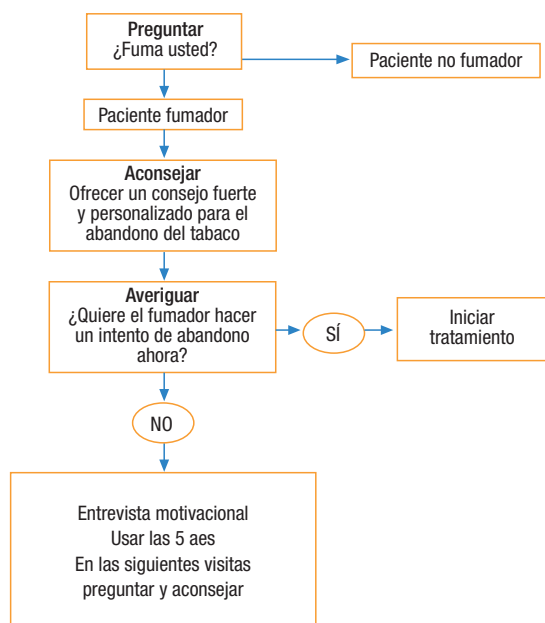 Preguntar
¿Fuma usted?
Paciente no fumador
Paciente fumador
Aconsejar
Ofrecer un consejo fuerte
y personalizado para el
abandono del tabaco
Averiguar
¿Quiere el fumador hacer
un intento de abandono
ahora?
SÍ
Iniciar
tratamiento
NO
Entrevista motivacional
Usar las 5 aes
En las siguientes visitas
preguntar y aconsejar